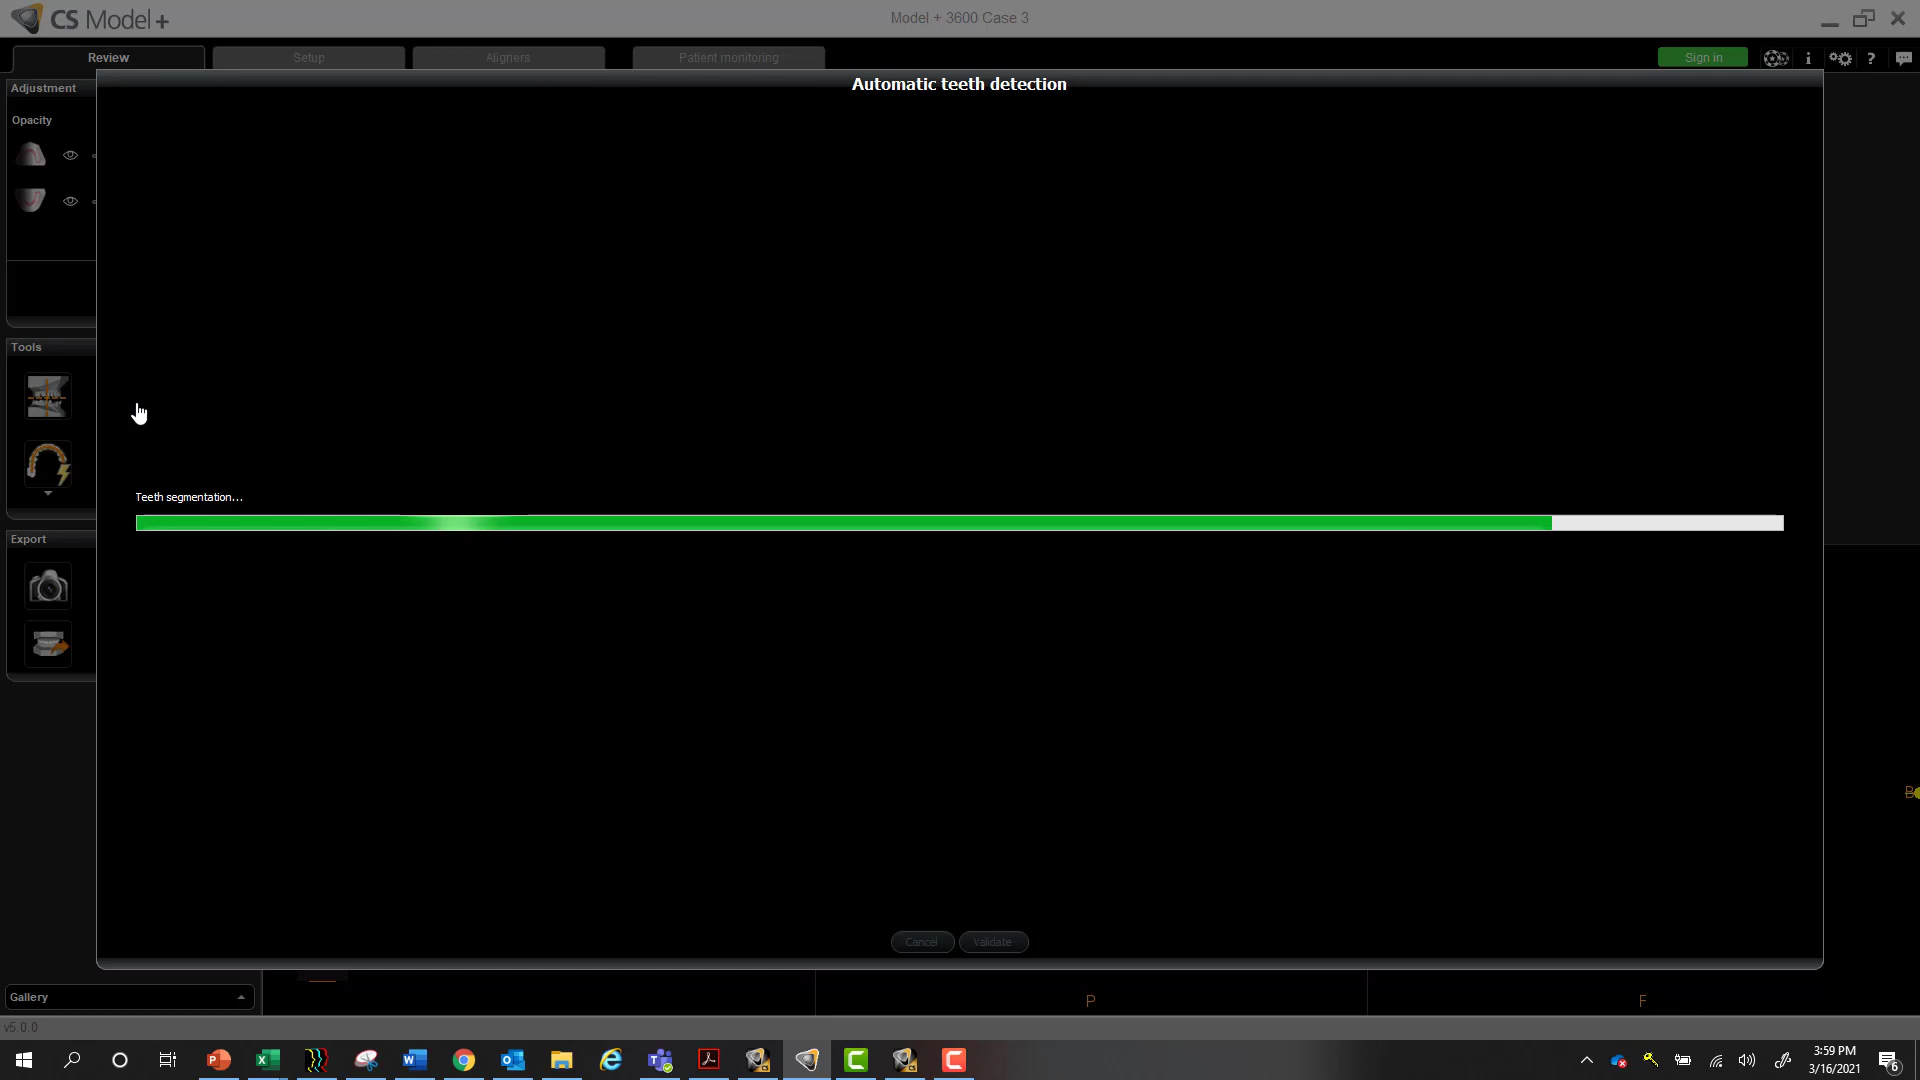 CS Model+
Model + 3600 Case 3
Review
Setup
Aligners
Patient monitoring
Sign in
Automatic teeth detection
Adjustment
Opacity
Tools
Teeth segmentation...
Export
B
Cancel
Validate
Gallery
P
F
v5.0.0
3:59 PM
3/16/2021
6